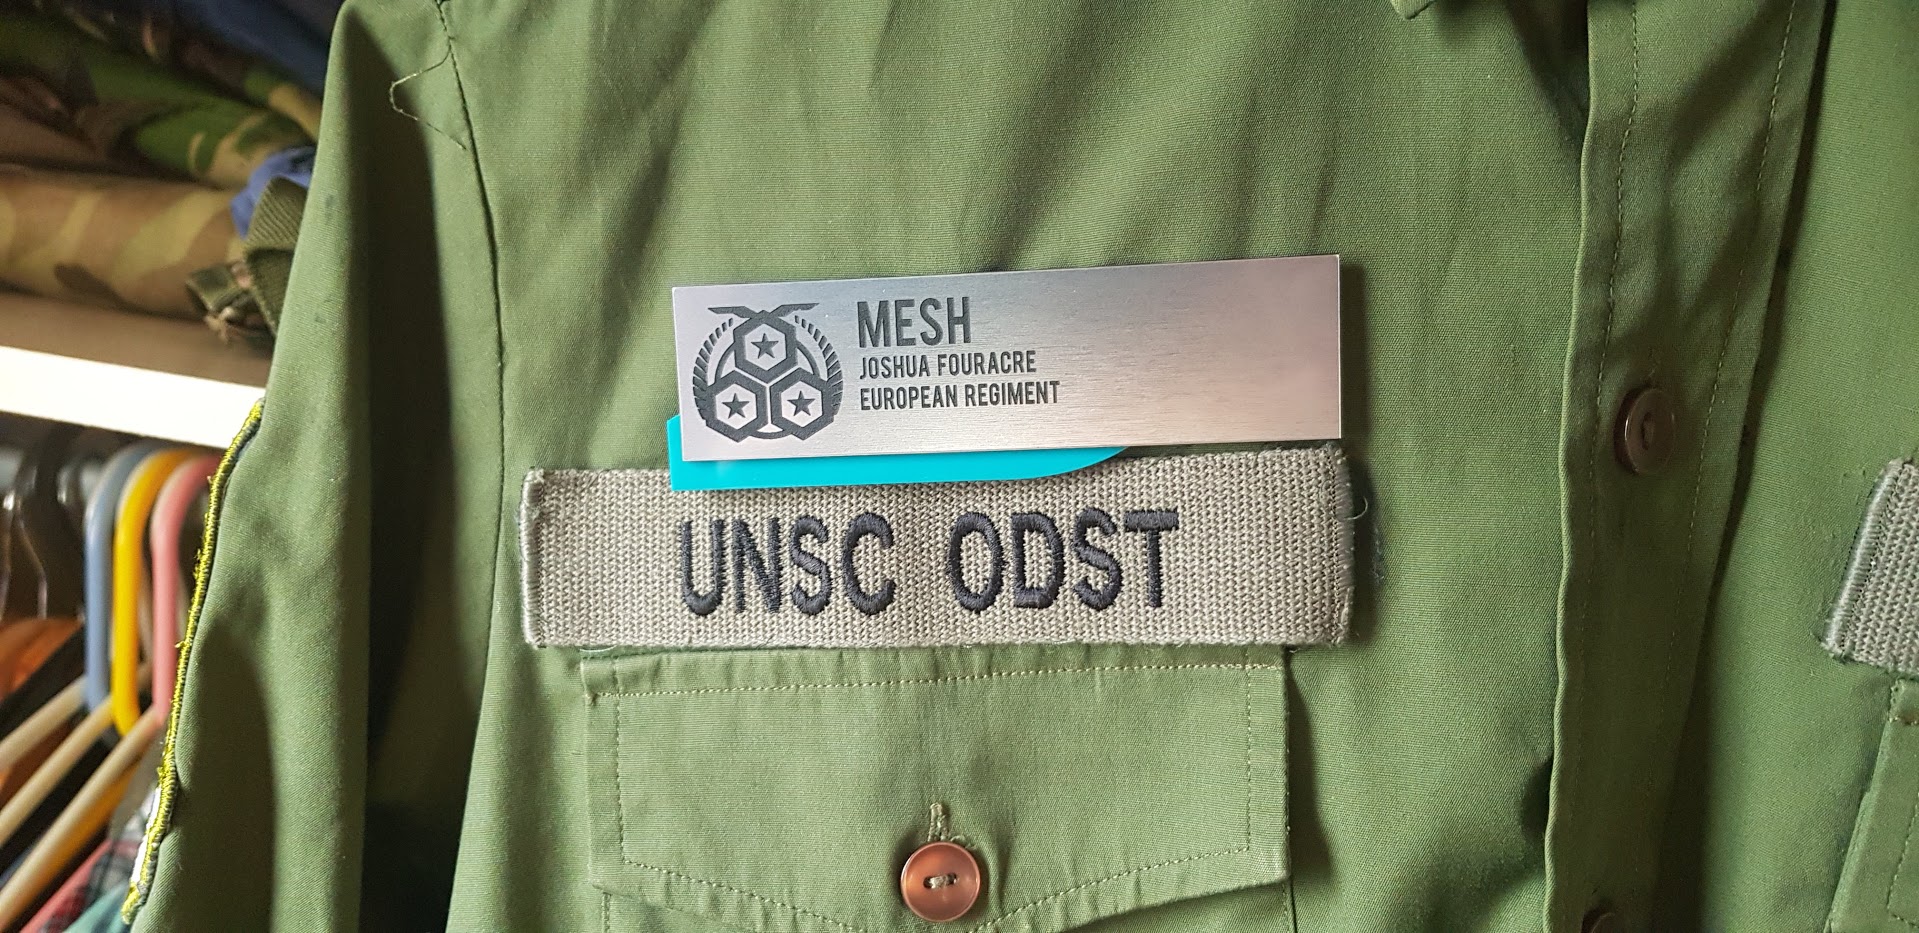 MESH
JOSHUA FOURACRE
EUROPEAN REGIMENT
UNSC ODST